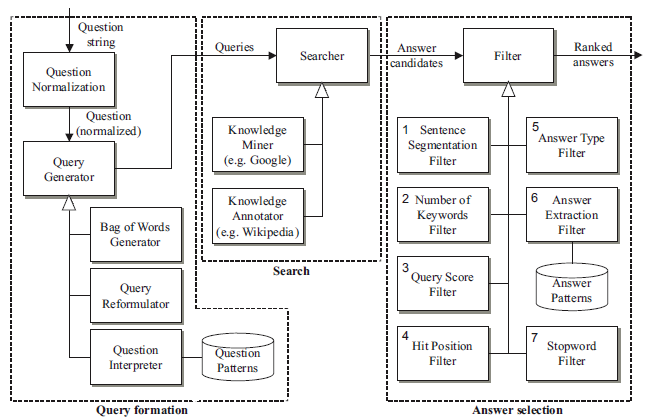 Question
string
Question
Normalization
Question
(normalized)
Query
Generator
Bag of Words
Generator
Query
Reformulator
Question
Interpreter
Question
Patterns
Query formation
Queries
Searcher
Knowledge
Miner
(e.g. Google)
Knowledge
Annotator
(e.g. Wikipedia)
Search
Answer
candidates
Filter
Ranked
answers
1 Sentence
Segmentation
Filter
2 Number of
Keywords
Filter
3
Query Score
Filter
4
Hit Position
Filter
5
Answer Type
Filter
6 Answer
Extraction
Filter
Answer
Patterns
7 Stopword
Filter
Answer selection